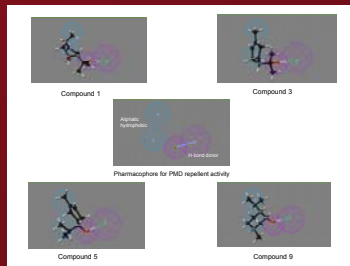 Compound 1
Compound 3
Aliphatic
hydrophobic
H-bond donor
Pharmacophore for PMD repellent activity
Compound 5
Compound 9